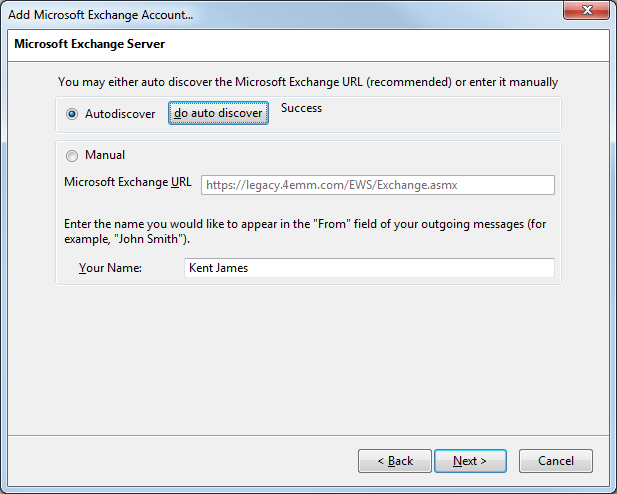 Add Microsoft Exchange Account...
Microsoft Exchange Server
You may either auto discover the Microsoft Exchange URL (recommended) or enter it manually
Autodiscover do auto discover Success
Manual
Microsoft Exchange URL https://legacy.4emm.com/EWS/Exchange.asmx
Enter the name you would like to appear in the "From" field of your outgoing messages (for
example, "John Smith").
Your Name: Kent James
< Back Next > Cancel